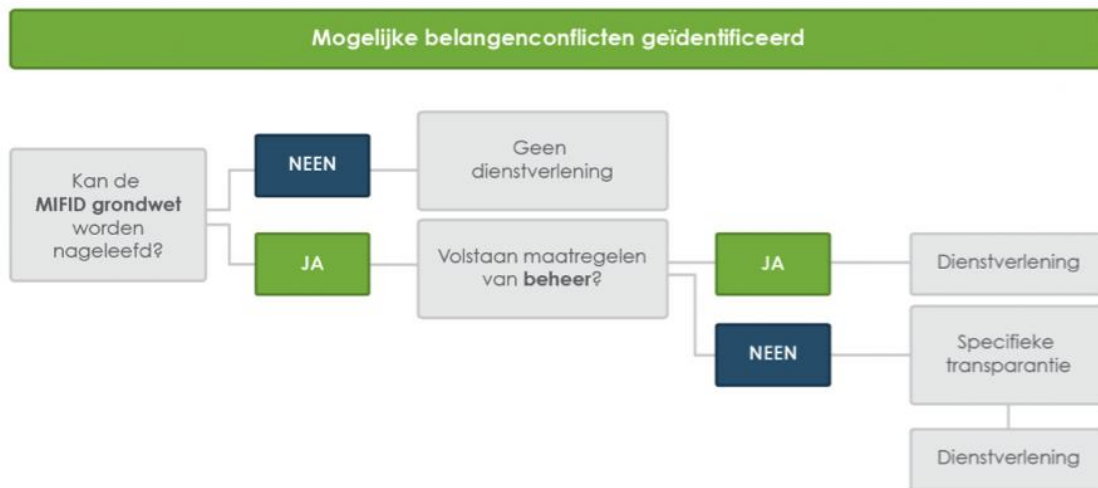 Mogelijke belangenconflicten geïdentificeerd
Kan de
MIFID grondwet
worden
nageleefd?
NEEN
Geen
dienstverlening
JA
Volstaan maatregelen
van beheer?
JA
Dienstverlening
NEEN
Specifieke
transparantie
Dienstverlening